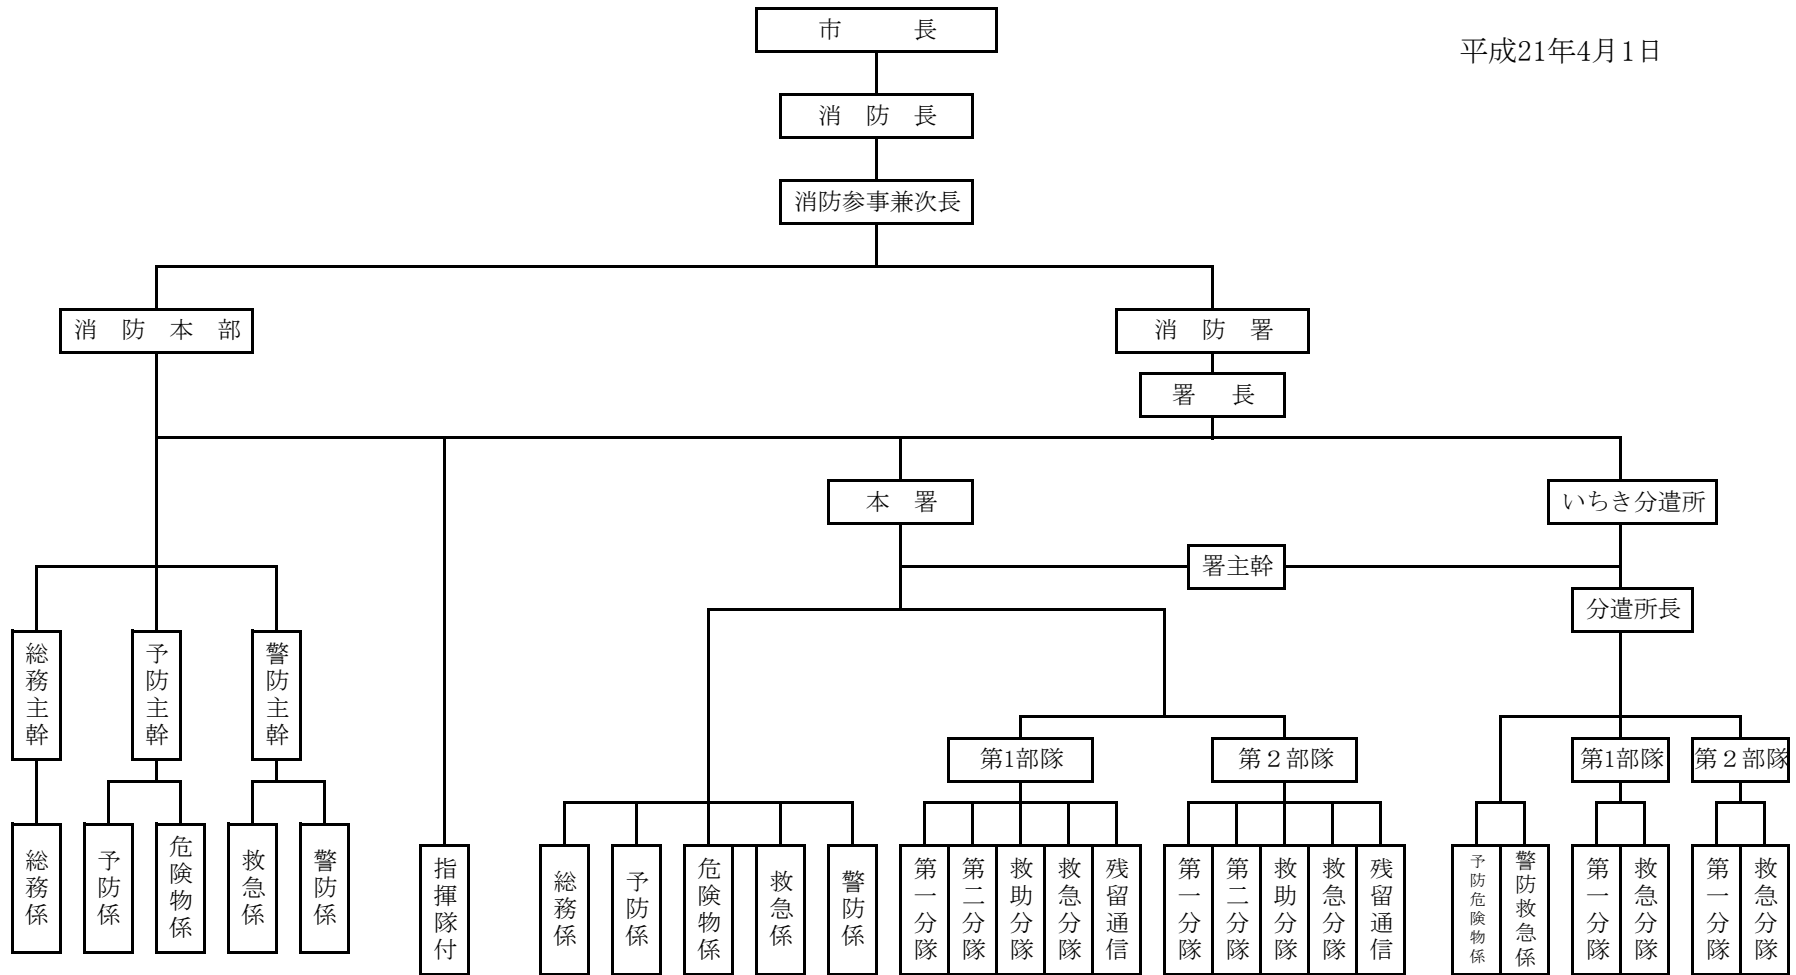 市　　　長
平成21年4月1日
消　防　長
消防参事兼次長
消　防　本　部
消　防　署
署　長
本　署
いちき分遣所
署主幹
分遣所長
総務主幹
予防主幹
警防主幹
第1部隊
第２部隊
第1部隊
第２部隊
総務係
予防係
危険物係
救急係
警防係
指揮隊付
総務係
予防係
危険物係
救急係
警防係
第一分隊
第二分隊
救助分隊
救急分隊
残留通信
第一分隊
第二分隊
救助分隊
救急分隊
残留通信
予防危険物係
警防救急係
第一分隊
救急分隊
第一分隊
救急分隊